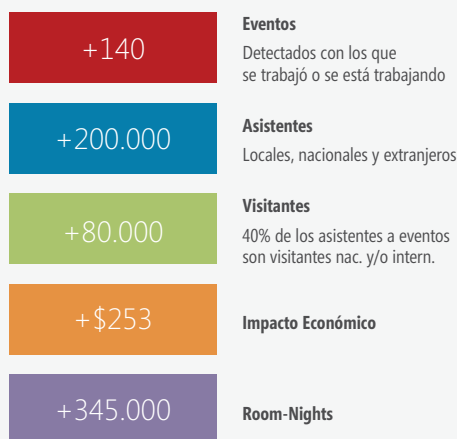 +140
Eventos
Detectados con los que
se trabajó o se está trabajando
+200.000
Asistentes
Locales, nacionales y extranjeros
+80.000
Visitantes
40% de los asistentes a eventos
son visitantes nac. y/o intern.
+$253
Impacto Económico
+345.000
Room-Nights